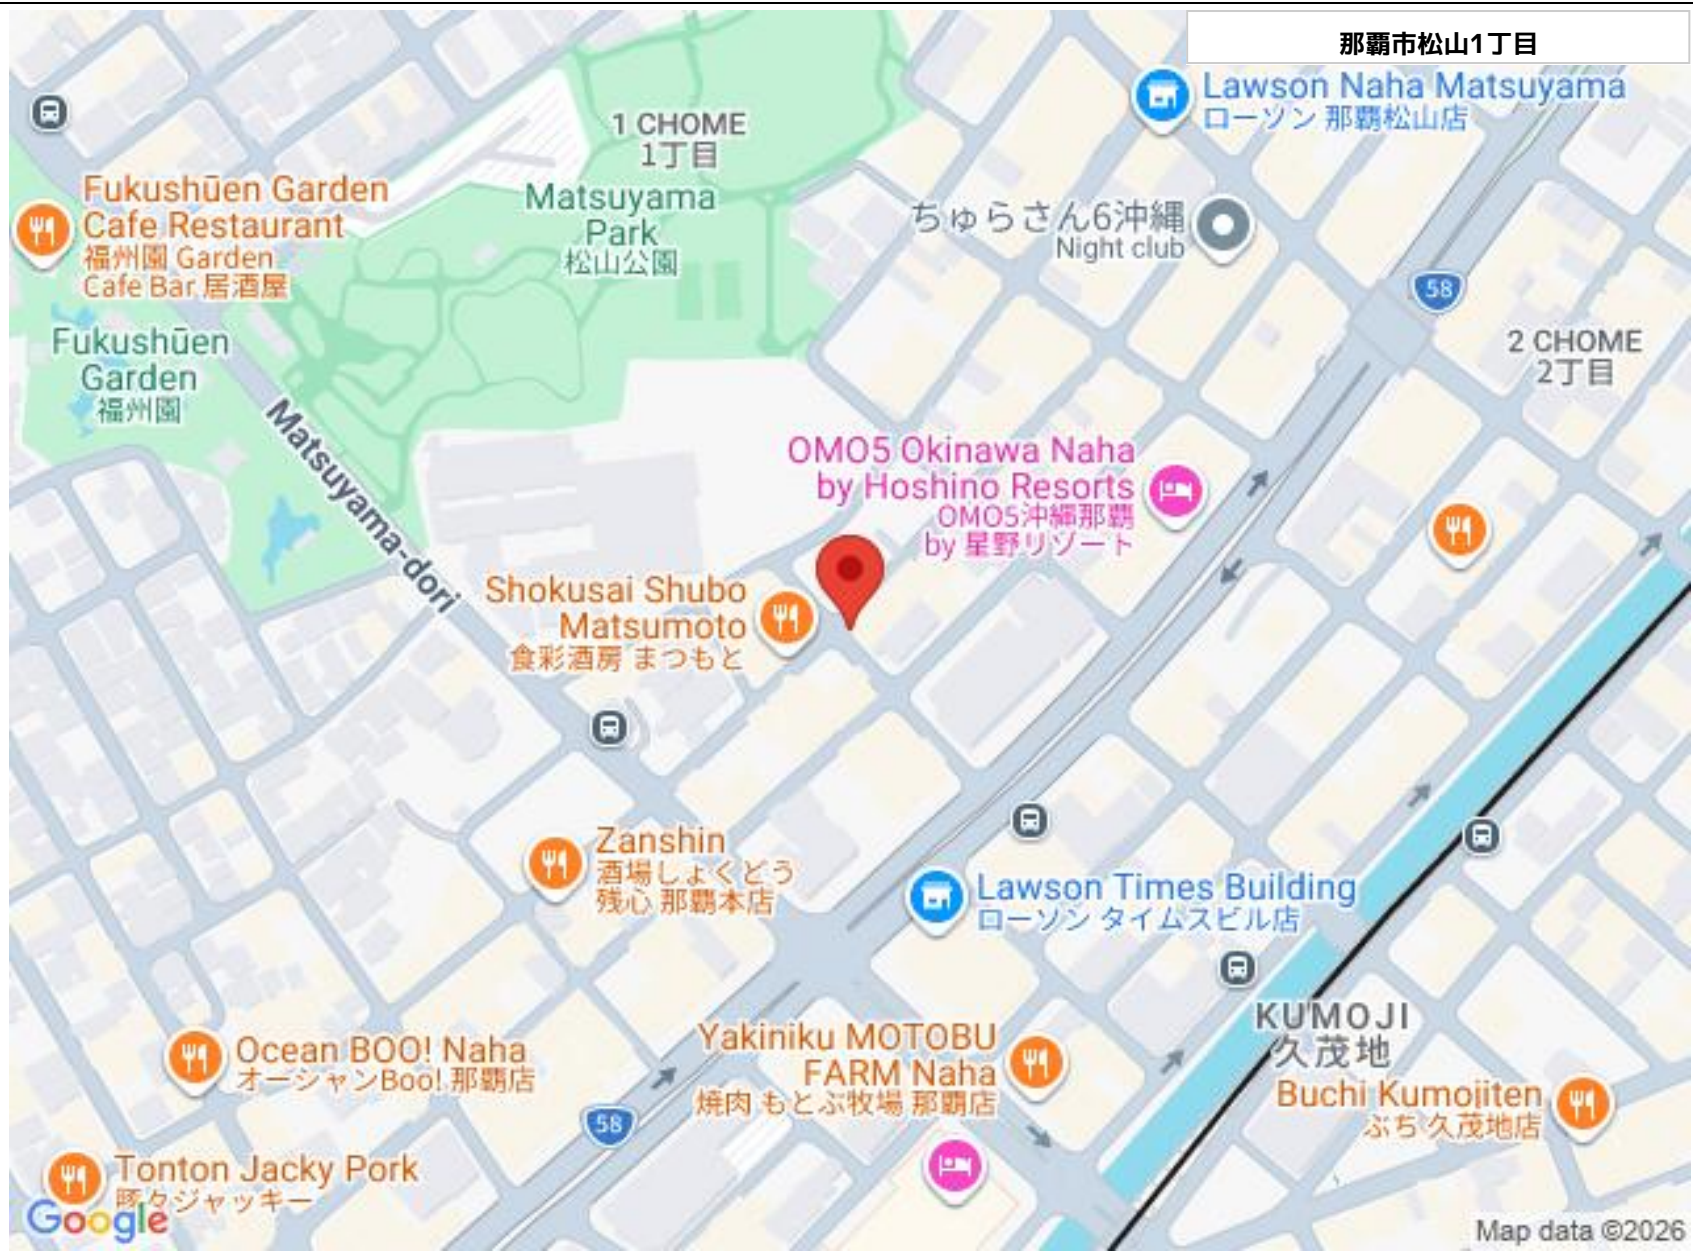 那覇市松山1丁目
Lawson Naha Matsuyama
ローソン 那覇松山店
1 CHOME
1丁目
Fukushūen Garden
Cafe Restaurant
福州園 Garden
Cafe Bar 居酒屋
Matsuyama
Park
松山公園
ちゅらさん6沖縄
Night club
58
2 CHOME
2丁目
Fukushūen
Garden
福州園
Matsuyama-dori
OMO5 Okinawa Naha
by Hoshino Resorts
OMO5沖縄那覇
by 星野リゾート
Shokusai Shubo
Matsumoto
食彩酒房 まつもと
Zanshin
酒場しょくどう
残心 那覇本店
Lawson Times Building
ローソン タイムスビル店
KUMOJI
久茂地
Ocean BOO! Naha
オーシャンBoo! 那覇店
Yakiniku MOTOBU
FARM Naha
焼肉 もとぶ牧場 那覇店
Buchi Kumojiten
ぶち 久茂地店
58
Tonton Jacky Pork
豚々ジャッキー
Google
Map data ©2026